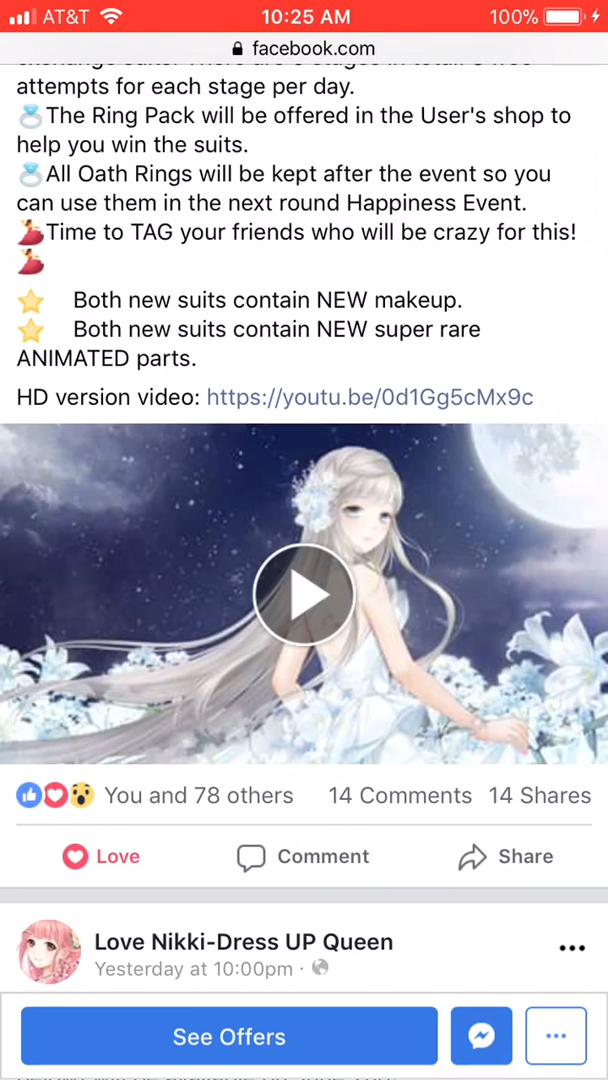 AT&T 10:25 AM 100%
facebook.com
attempts for each stage per day.
💍The Ring Pack will be offered in the User's shop to
help you win the suits.
💍All Oath Rings will be kept after the event so you
can use them in the next round Happiness Event.
💃Time to TAG your friends who will be crazy for this!
💃
⭐ Both new suits contain NEW makeup.
⭐ Both new suits contain NEW super rare
ANIMATED parts.
HD version video: https://youtu.be/0d1Gg5cMx9c
You and 78 others 14 Comments 14 Shares
Love Comment Share
Love Nikki-Dress UP Queen
Yesterday at 10:00pm ·
See Offers